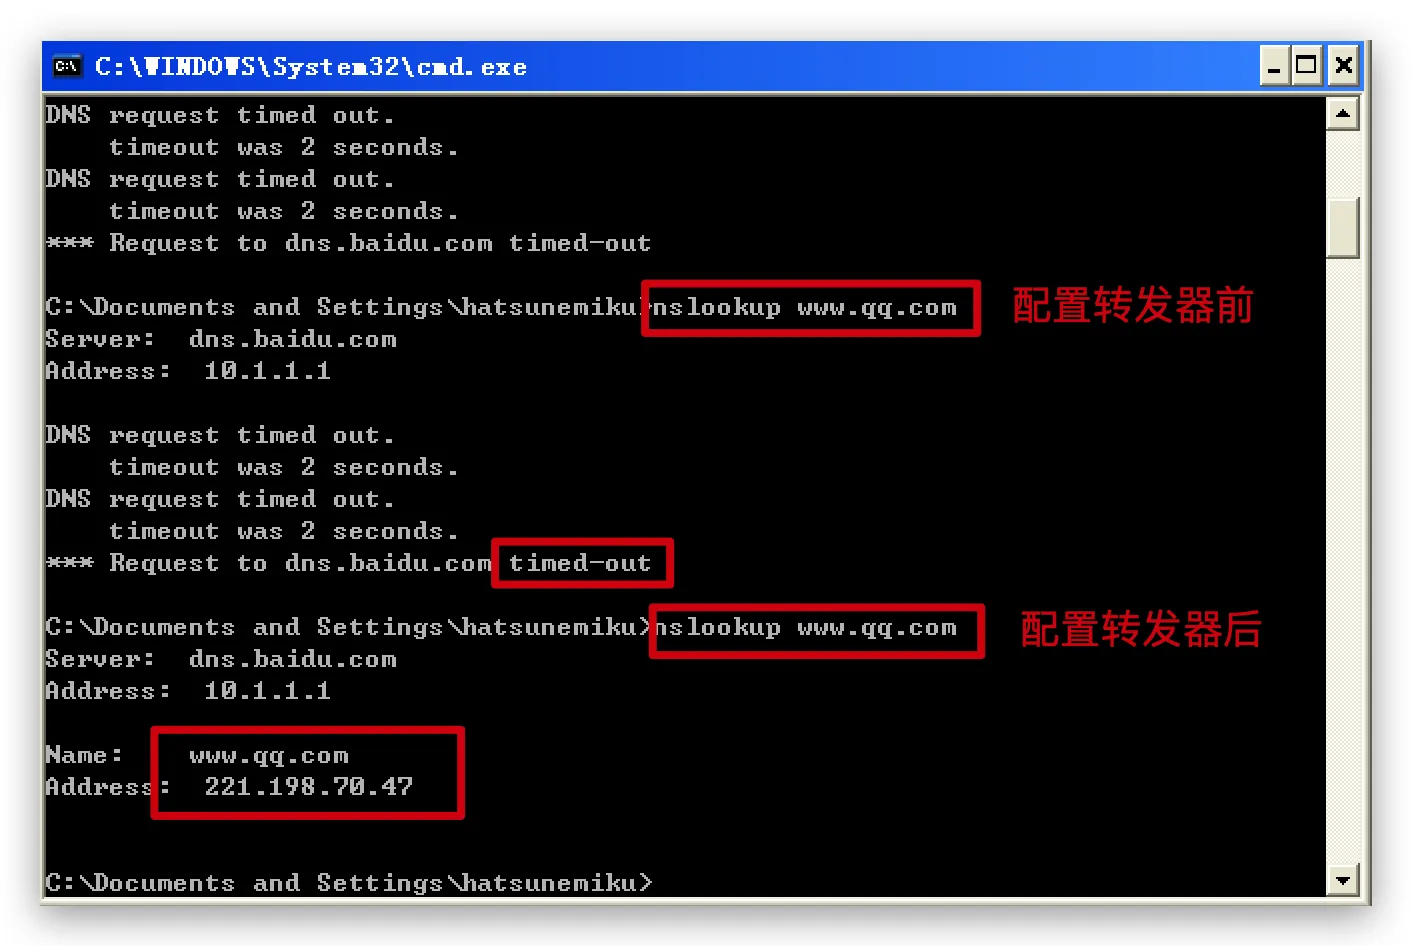 C:\WINDOWS\System32\cmd.exe
DNS request timed out.
timeout was 2 seconds.
DNS request timed out.
timeout was 2 seconds.
*** Request to dns.baidu.com timed-out
C:\Documents and Settings\hatsunemiku>nslookup www.qq.com 配置转发器前
Server: dns.baidu.com
Address: 10.1.1.1
DNS request timed out.
timeout was 2 seconds.
DNS request timed out.
timeout was 2 seconds.
*** Request to dns.baidu.com timed-out
C:\Documents and Settings\hatsunemiku>nslookup www.qq.com 配置转发器后
Server: dns.baidu.com
Address: 10.1.1.1
Name: www.qq.com
Address: 221.198.70.47
C:\Documents and Settings\hatsunemiku>